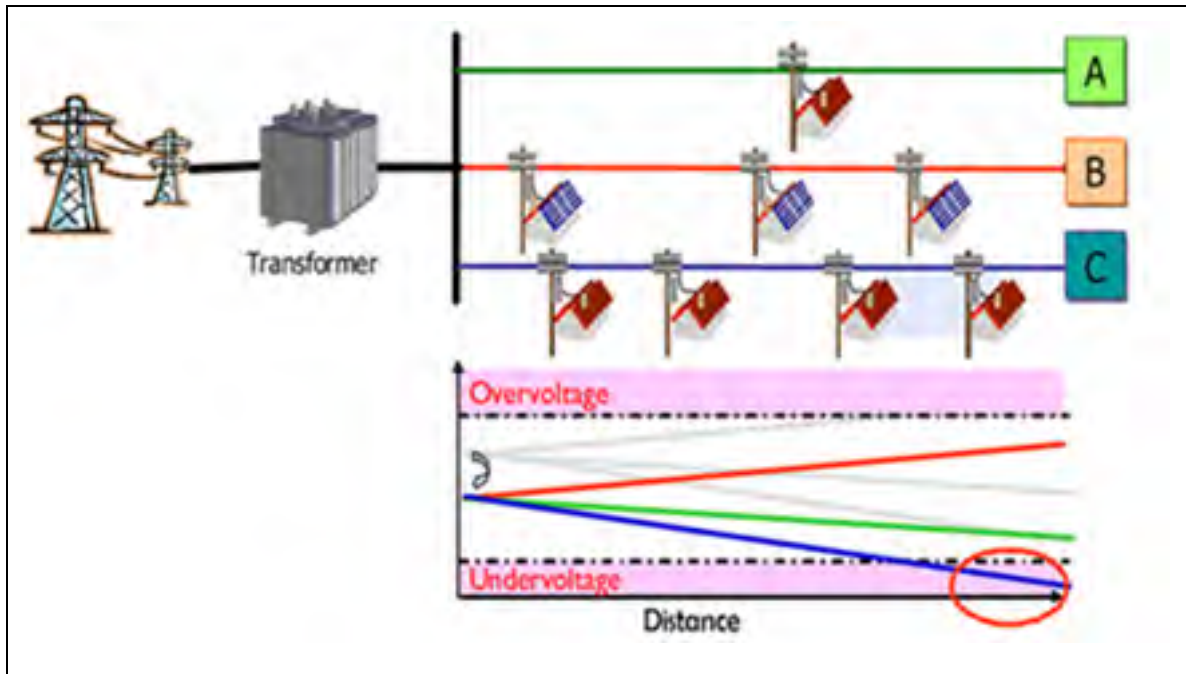 A
B
Transformer
C
Overvoltage
Undervoltage
Distance